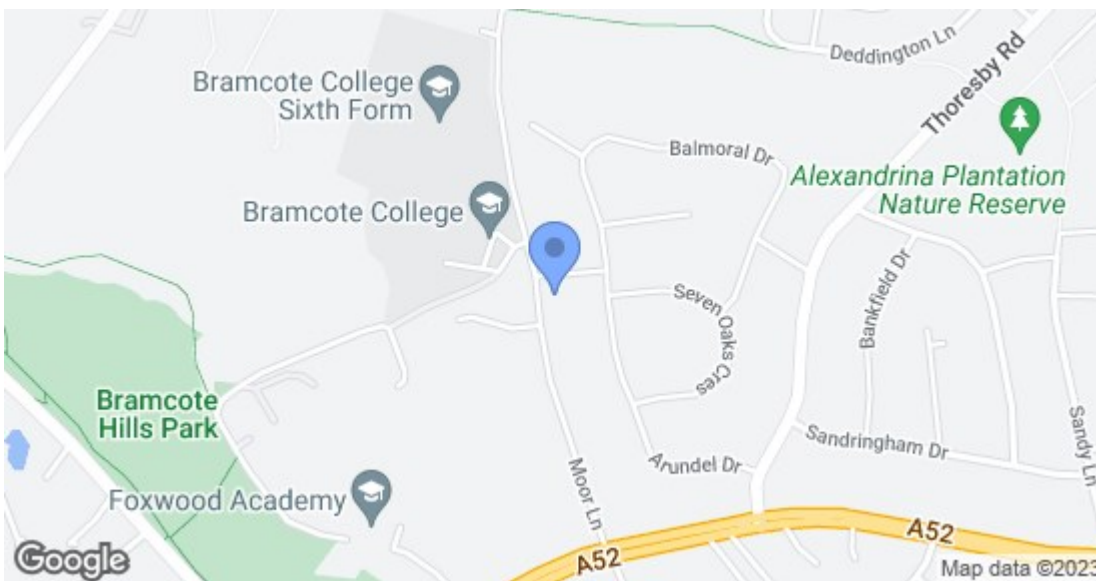 Deddington Ln
Thoresby Rd
Bramcote College
Sixth Form
Balmoral Dr
Alexandrina Plantation
Nature Reserve
Bramcote College
Bankfield Dr
Seven Oaks Cres
Bramcote
Hills Park
Sandringham Dr
Sandy Ln
Arundel Dr
Moor Ln
Foxwood Academy
A52
A52
Google
Map data ©2023